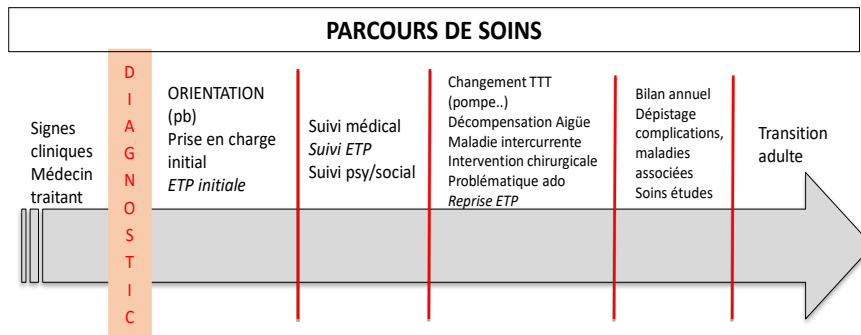 PARCOURS DE SOINS
Signes
cliniques
Médecin
traitant
D
I
A
G
N
O
S
T
I
C
ORIENTATION
(pb)
Prise en charge
initial
ETP initiale
Suivi médical
Suivi ETP
Suivi psy/social
Changement TTT
(pompe..)
Décompensation Aigüe
Maladie intercurrente
Intervention chirurgicale
Problématique ado
Reprise ETP
Bilan annuel
Dépistage
complications,
maladies
associées
Soins études
Transition
adulte